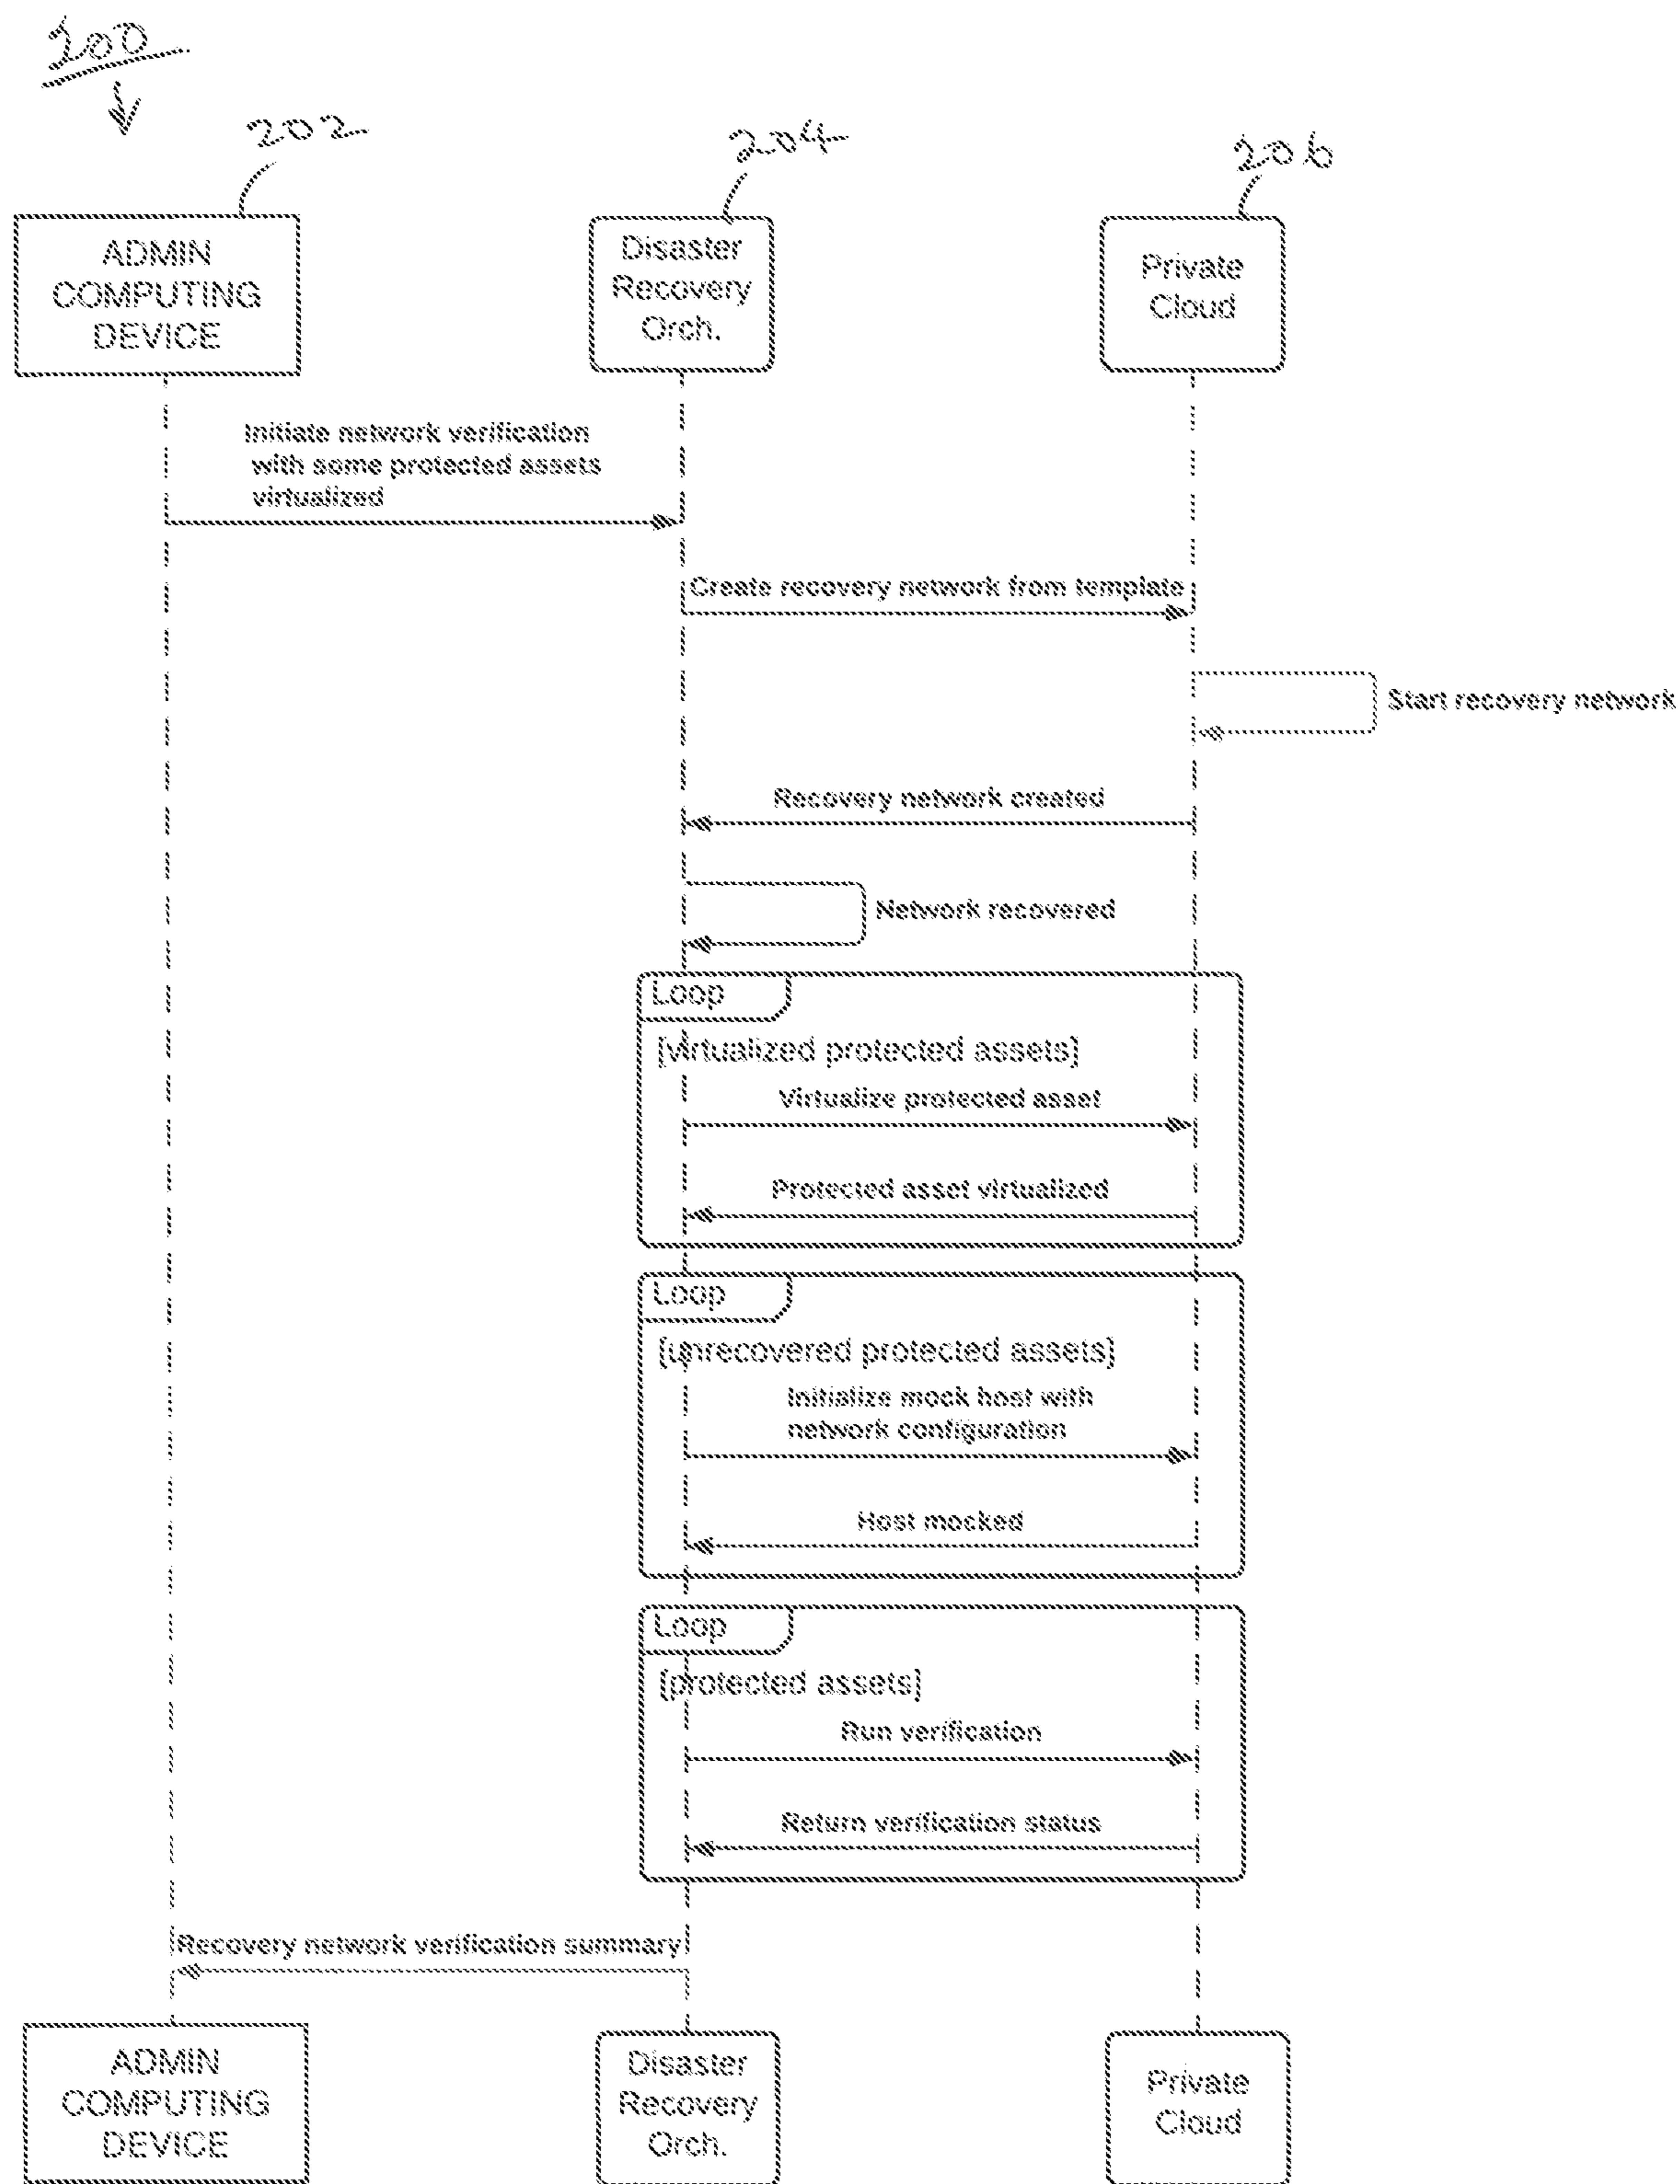 200
202
204
206
ADMIN
COMPUTING
DEVICE
Disaster
Recovery
Orch.
Private
Cloud
Initiate network verification
with some protected assets
virtualized
Create recovery network from template
Start recovery network
Recovery network created
Network recovered
Loop
[virtualized protected assets]
Virtualize protected asset
Protected asset virtualized
Loop
[unrecovered protected assets]
Initialize mock host with
network configuration
Host mocked
Loop
[protected assets]
Run verification
Return verification status
Recovery network verification summary
ADMIN
COMPUTING
DEVICE
Disaster
Recovery
Orch.
Private
Cloud